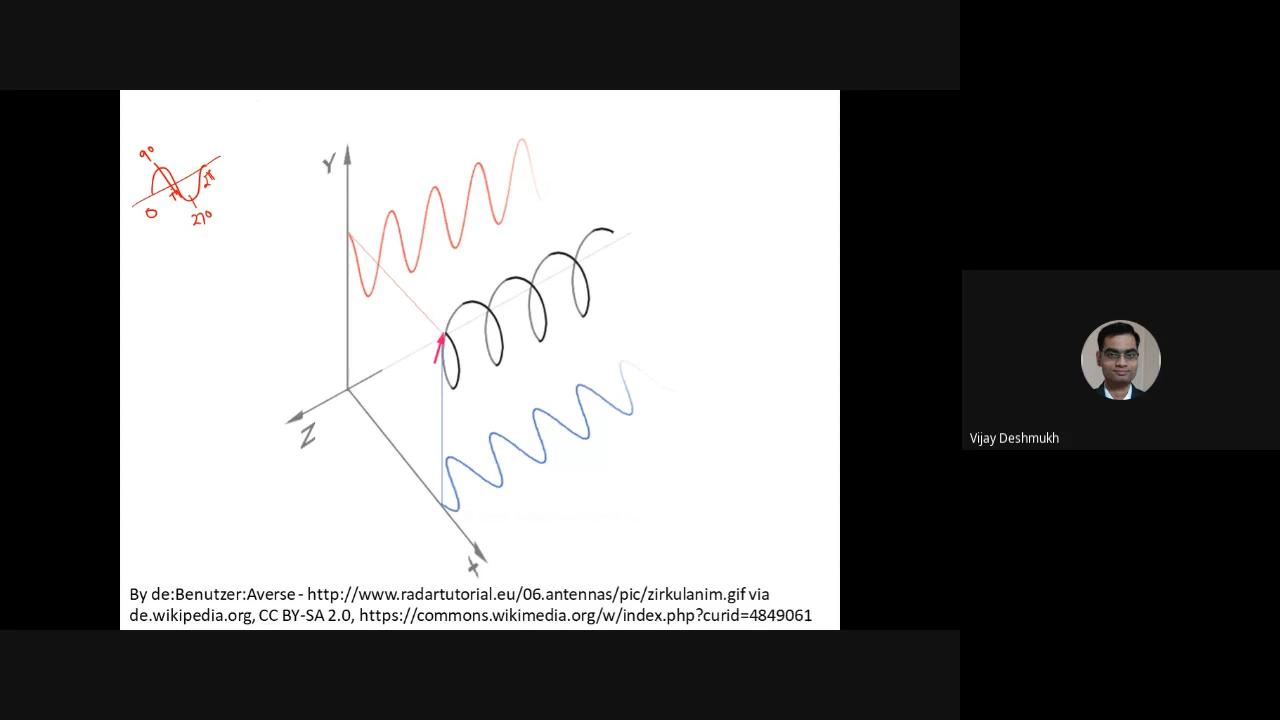 90
Y
π
2π
0
270
Z
X
Vijay Deshmukh
By de:Benutzer:Averse - http://www.radartutorial.eu/06.antennas/pic/zirkulanim.gif via
de.wikipedia.org, CC BY-SA 2.0, https://commons.wikimedia.org/w/index.php?curid=4849061